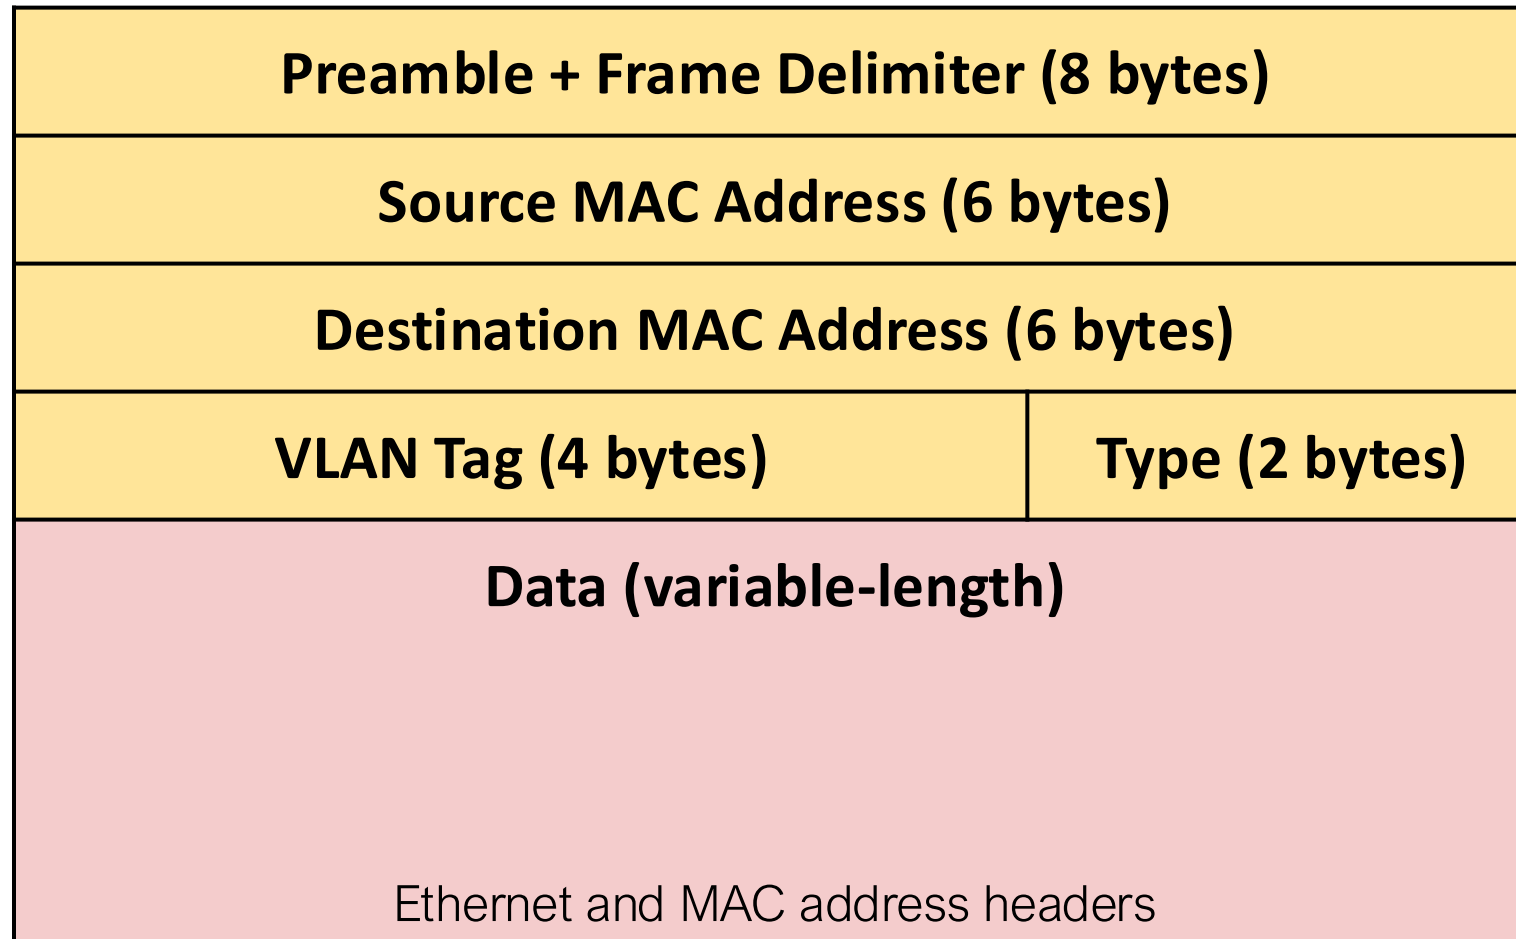 Preamble + Frame Delimiter (8 bytes)
Source MAC Address (6 bytes)
Destination MAC Address (6 bytes)
VLAN Tag (4 bytes)
Type (2 bytes)
Data (variable-length)
Ethernet and MAC address headers